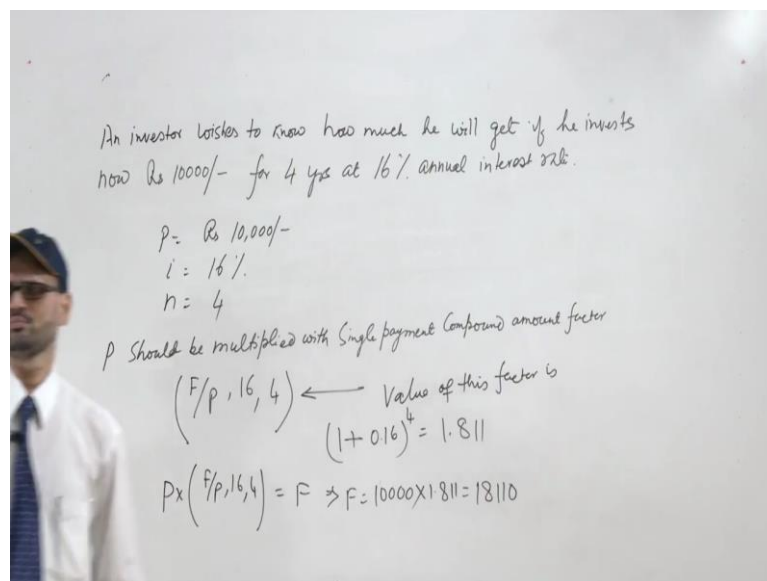 An investor wishes to know how much he will get if he invests
now Rs 10000/- for 4 yrs at 16% annual interest rate.
P = Rs 10,000/-
i = 16%.
n = 4
P Should be multiplied with Single payment Compound amount factor
(F/P, 16, 4) ← Value of this factor is
(1+0.16)⁴ = 1.811
P×(F/P,16,4) = F ⇒ F = 10000×1.811 = 18110